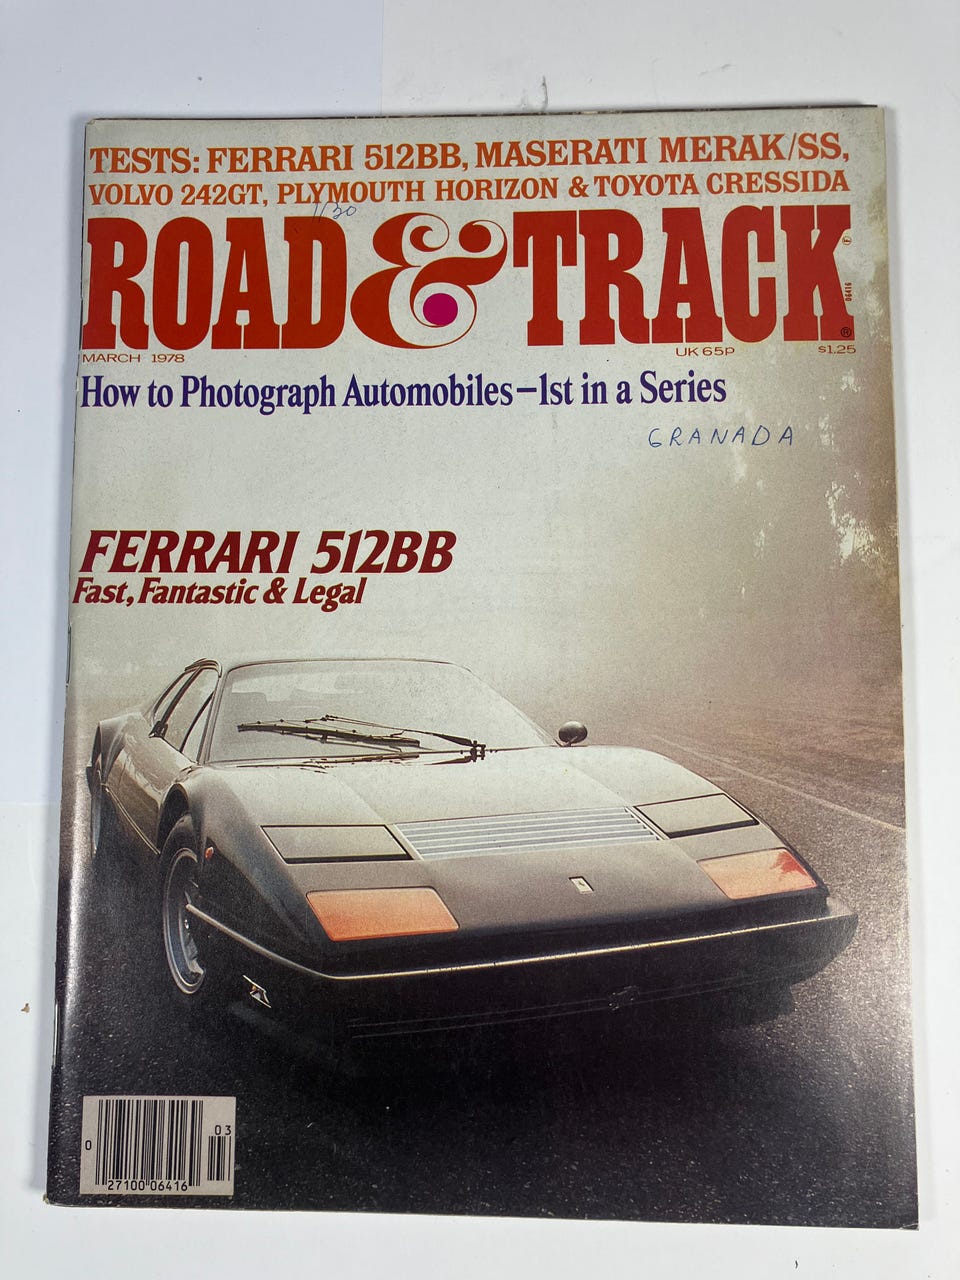 TESTS: FERRARI 512BB, MASERATI MERAK/SS,
VOLVO 242GT, PLYMOUTH HORIZON & TOYOTA CRESSIDA
ROAD & TRACK
06416
®
MARCH 1978 UK 65P $1.25
How to Photograph Automobiles–1st in a Series
GRANADA
FERRARI 512BB
Fast, Fantastic & Legal
03
0
27100 06416